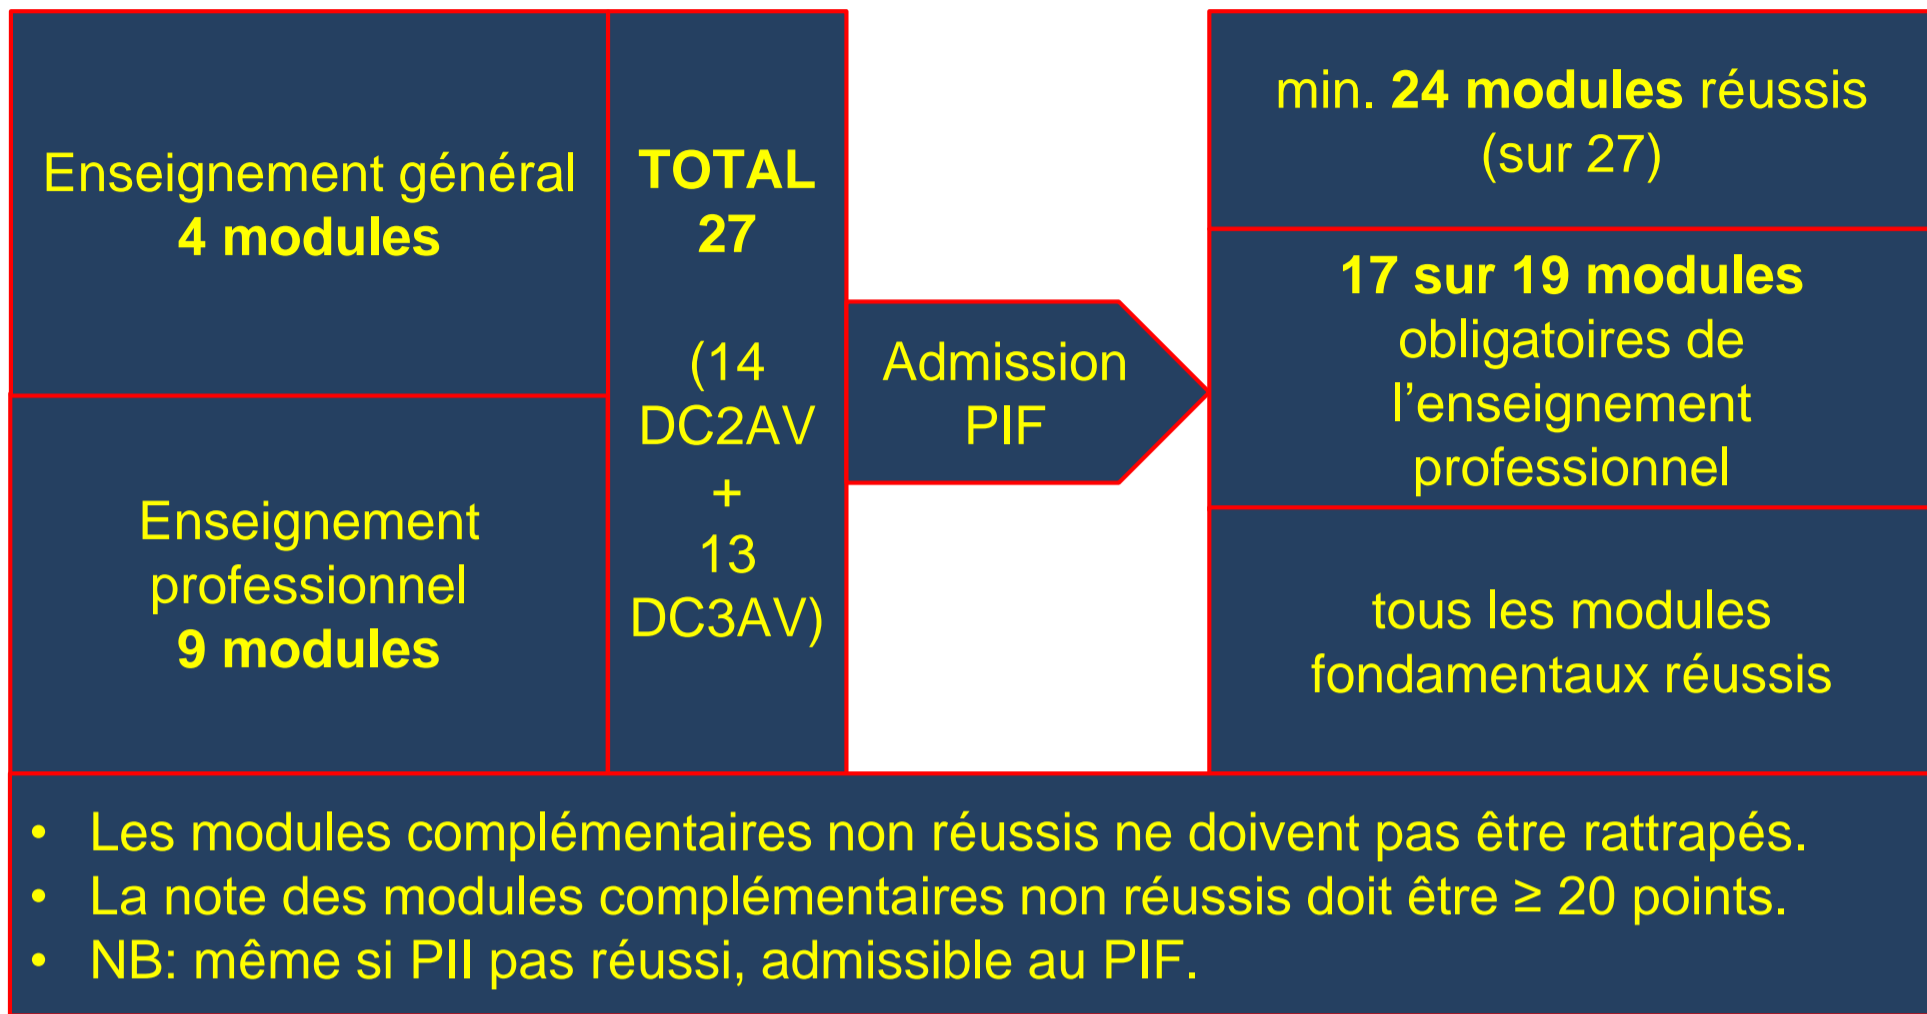 Enseignement général
4 modules
Enseignement
professionnel
9 modules
TOTAL
27
(14
DC2AV
+
13
DC3AV)
Admission
PIF
min. 24 modules réussis
(sur 27)
17 sur 19 modules
obligatoires de
l’enseignement
professionnel
tous les modules
fondamentaux réussis
• Les modules complémentaires non réussis ne doivent pas être rattrapés.
• La note des modules complémentaires non réussis doit être ≥ 20 points.
• NB: même si PII pas réussi, admissible au PIF.